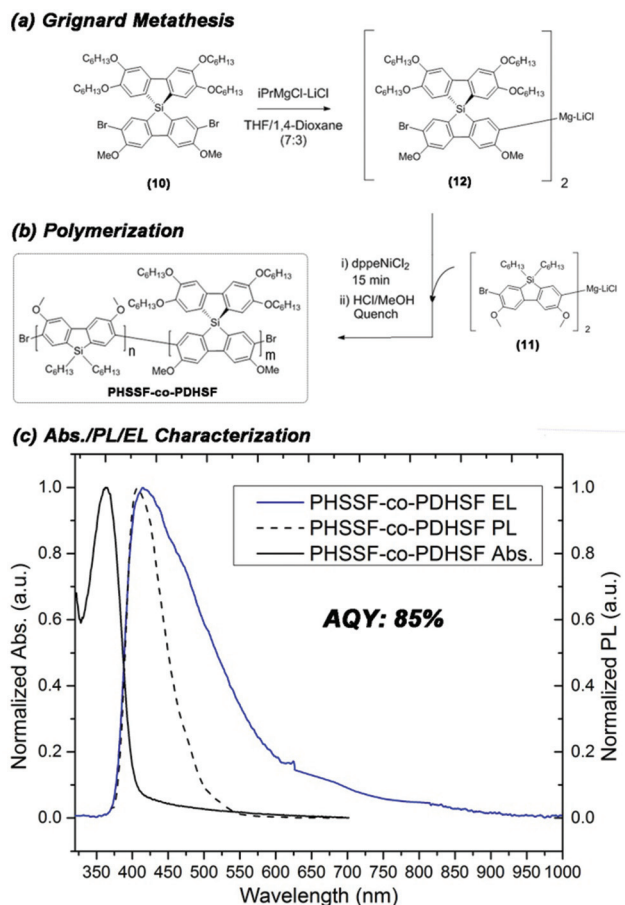 (a) Grignard Metathesis
C₆H₁₃O OC₆H₁₃
C₆H₁₃O OC₆H₁₃
Si
Br Br
MeO OMe
(10)
iPrMgCl-LiCl
THF/1,4-Dioxane
(7:3)
C₆H₁₃O OC₆H₁₃
C₆H₁₃O OC₆H₁₃
Si
Br Mg-LiCl
MeO OMe
(12) 2
(b) Polymerization
C₆H₁₃O OC₆H₁₃
C₆H₁₃O OC₆H₁₃
O O
Si
Br n Br m
Si
C₆H₁₃ C₆H₁₃
MeO OMe
PHSSF-co-PDHSF
i) dppeNiCl₂
15 min
ii) HCl/MeOH
Quench
C₆H₁₃ C₆H₁₃
Si
Br Mg-LiCl
O O
2
(11)
(c) Abs./PL/EL Characterization
PHSSF-co-PDHSF EL
PHSSF-co-PDHSF PL
PHSSF-co-PDHSF Abs.
AQY: 85%
Normalized Abs. (a.u.)
1.0
0.8
0.6
0.4
0.2
0.0
Normalized PL (a.u.)
1.0
0.8
0.6
0.4
0.2
0.0
350 400 450 500 550 600 650 700 750 800 850 900 950 1000
Wavelength (nm)